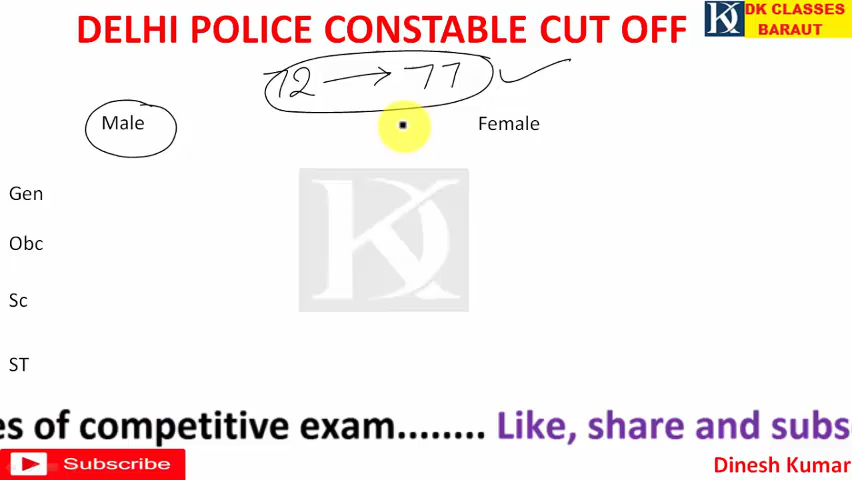 DELHI POLICE CONSTABLE CUT OFF
DK CLASSES
BARAUT
72 → 77
Male
Female
Gen
Obc
Sc
ST
es of competitive exam........ Like, share and subs
Subscribe
Dinesh Kumar